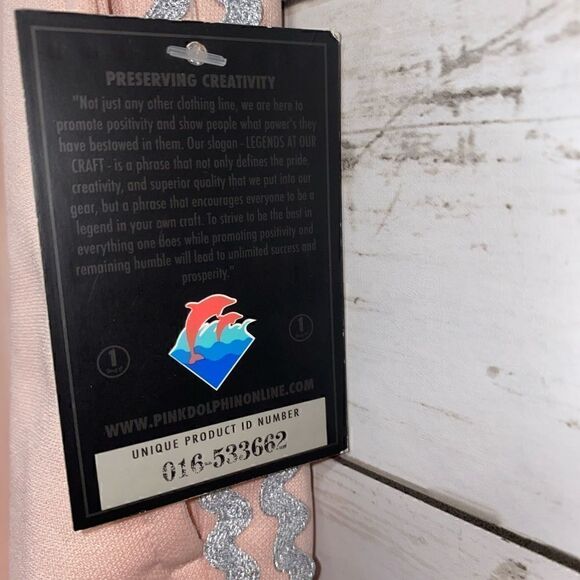 PRESERVING CREATIVITY
"Not just any other clothing line, we are here to
promote positivity and show people what power's they
have bestowed in them. Our slogan - LEGENDS AT OUR
CRAFT - is a phrase that not only defines the pride,
creativity, and superior quality that we put into our
gear, but a phrase that encourages everyone to be a
legend in your own craft. To strive to be the best in
everything one does while promoting positivity and
remaining humble will lead to unlimited success and
prosperity."
1
1
WWW.PINKDOLPHINONLINE.COM
UNIQUE PRODUCT ID NUMBER
016-533662